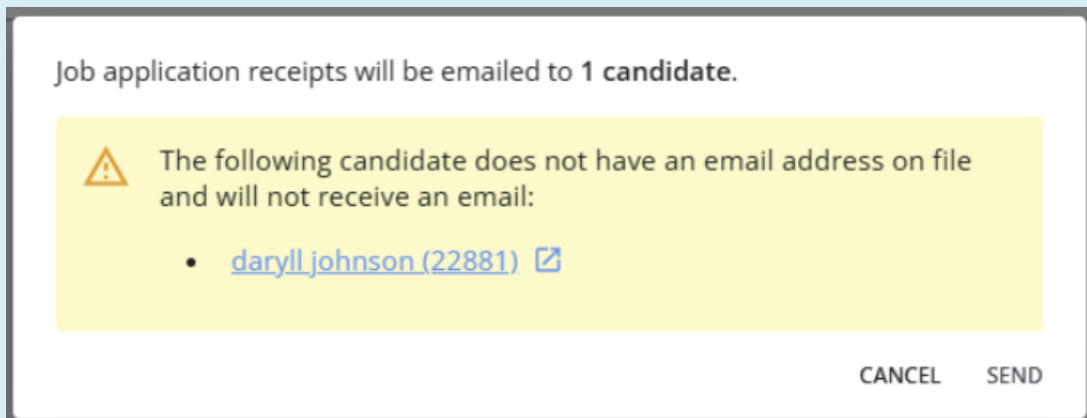 Job application receipts will be emailed to 1 candidate.
The following candidate does not have an email address on file
and will not receive an email:
• daryll johnson (22881)
CANCEL SEND